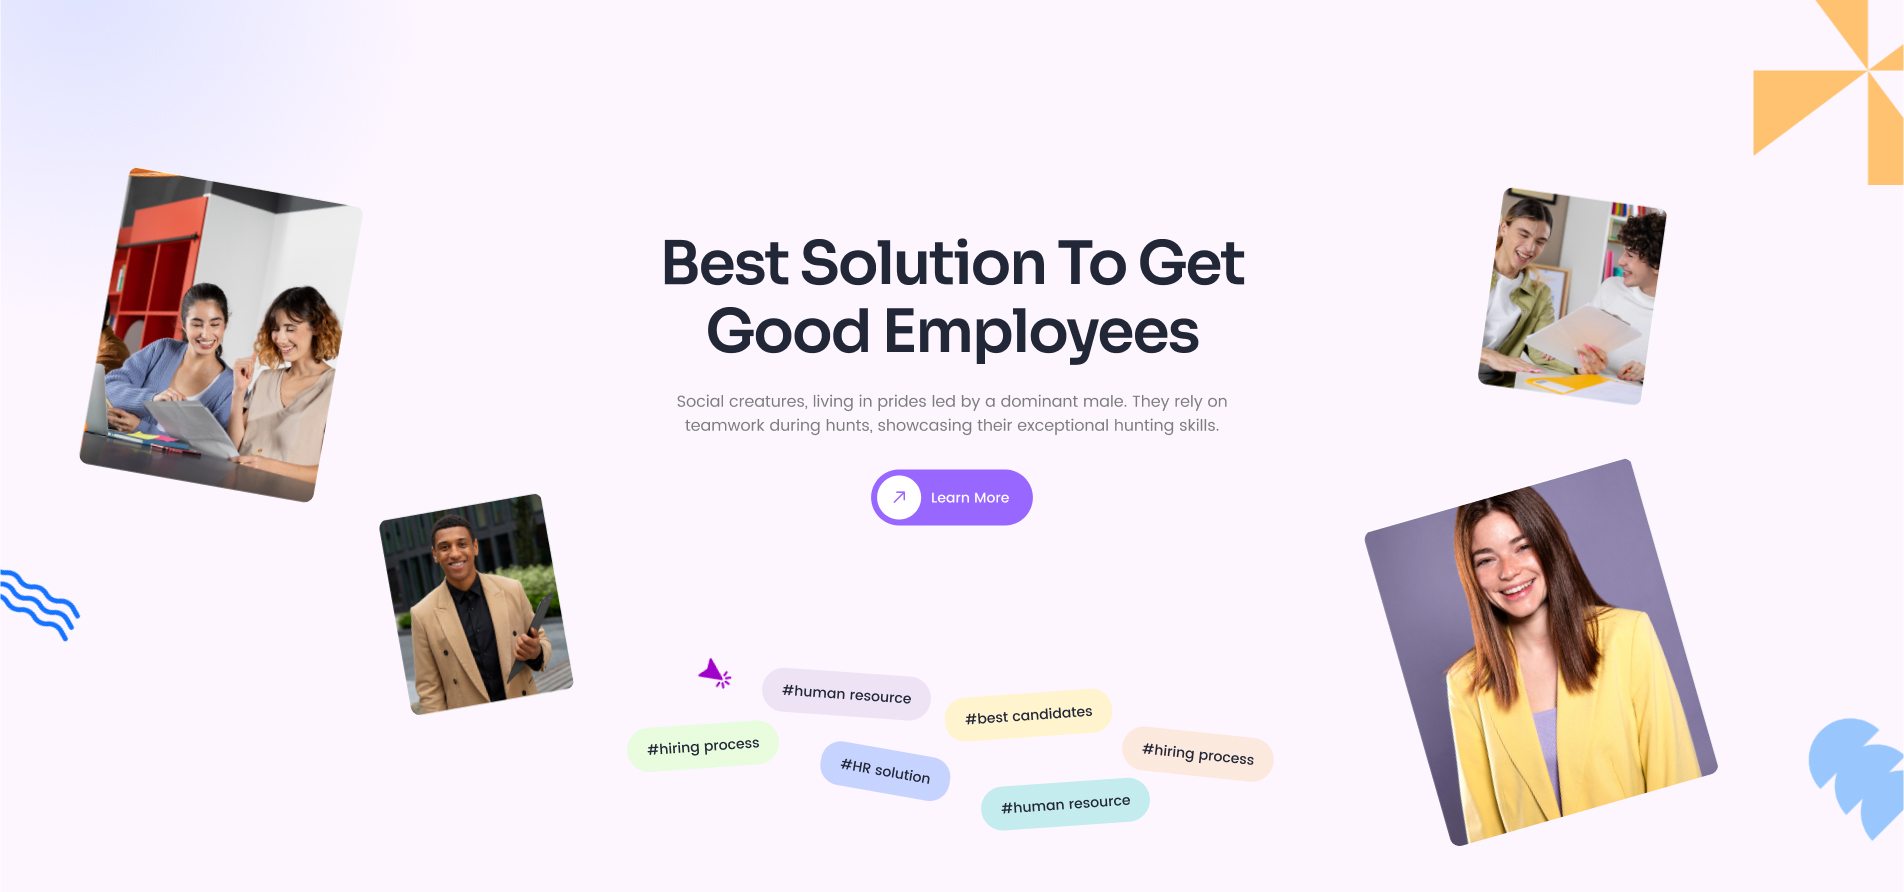 Best Solution To Get
Good Employees
Social creatures, living in prides led by a dominant male. They rely on
teamwork during hunts, showcasing their exceptional hunting skills.
Learn More
#human resource
#best candidates
#hiring process
#hiring process
#HR solution
#human resource